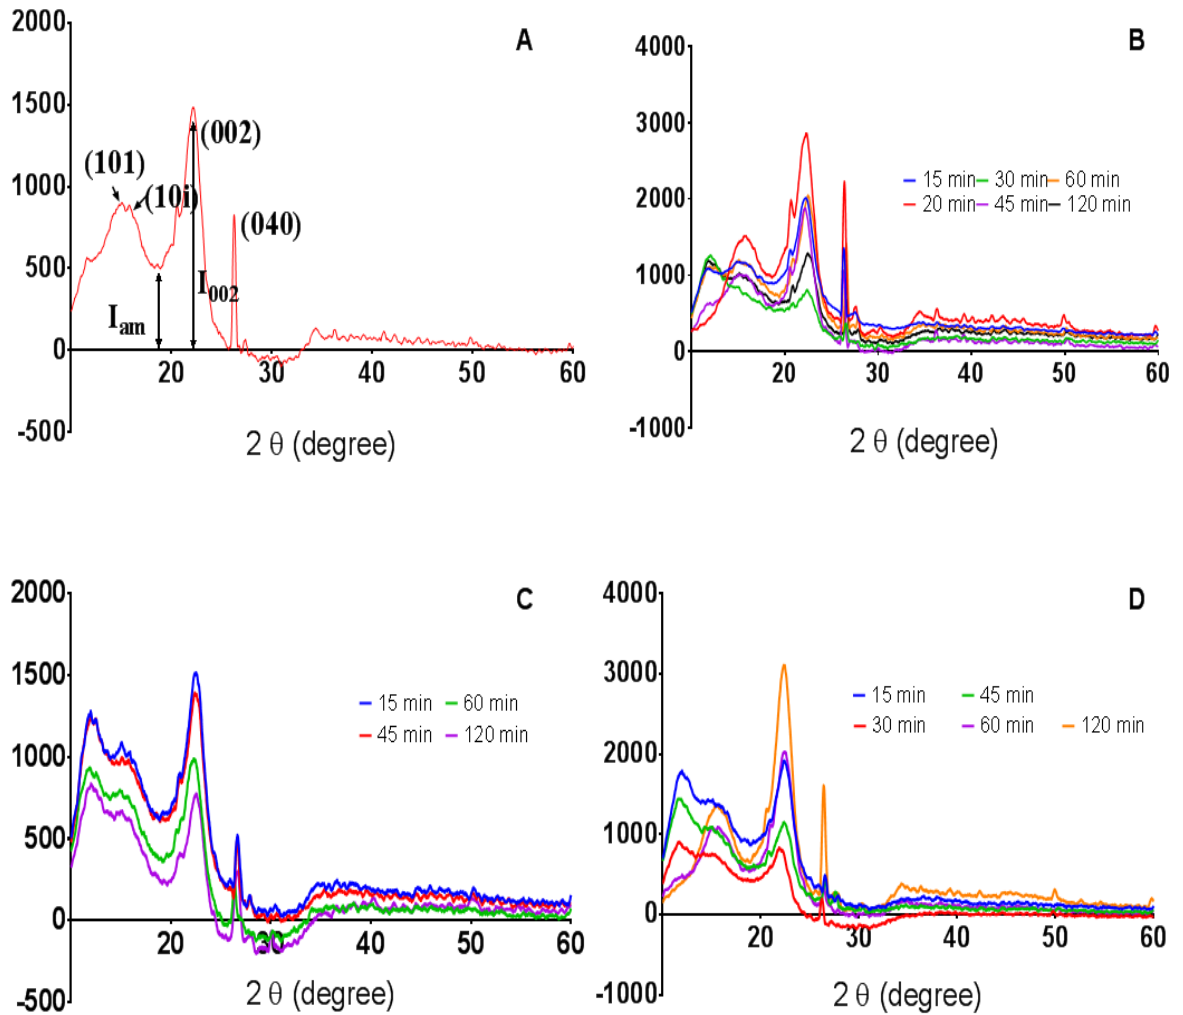 A
2000
1500
1000
500
0
-500
(101)
(10i)
(002)
(040)
I002
Iam
20 30 40 50 60
2 θ (degree)
B
4000
3000
2000
1000
0
-1000
15 min 30 min 60 min
20 min 45 min 120 min
20 30 40 50 60
2 θ (degree)
C
2000
1500
1000
500
0
-500
15 min 60 min
45 min 120 min
20 30 40 50 60
2 θ (degree)
D
4000
3000
2000
1000
0
-1000
15 min 45 min
30 min 60 min 120 min
20 30 40 50 60
2 θ (degree)